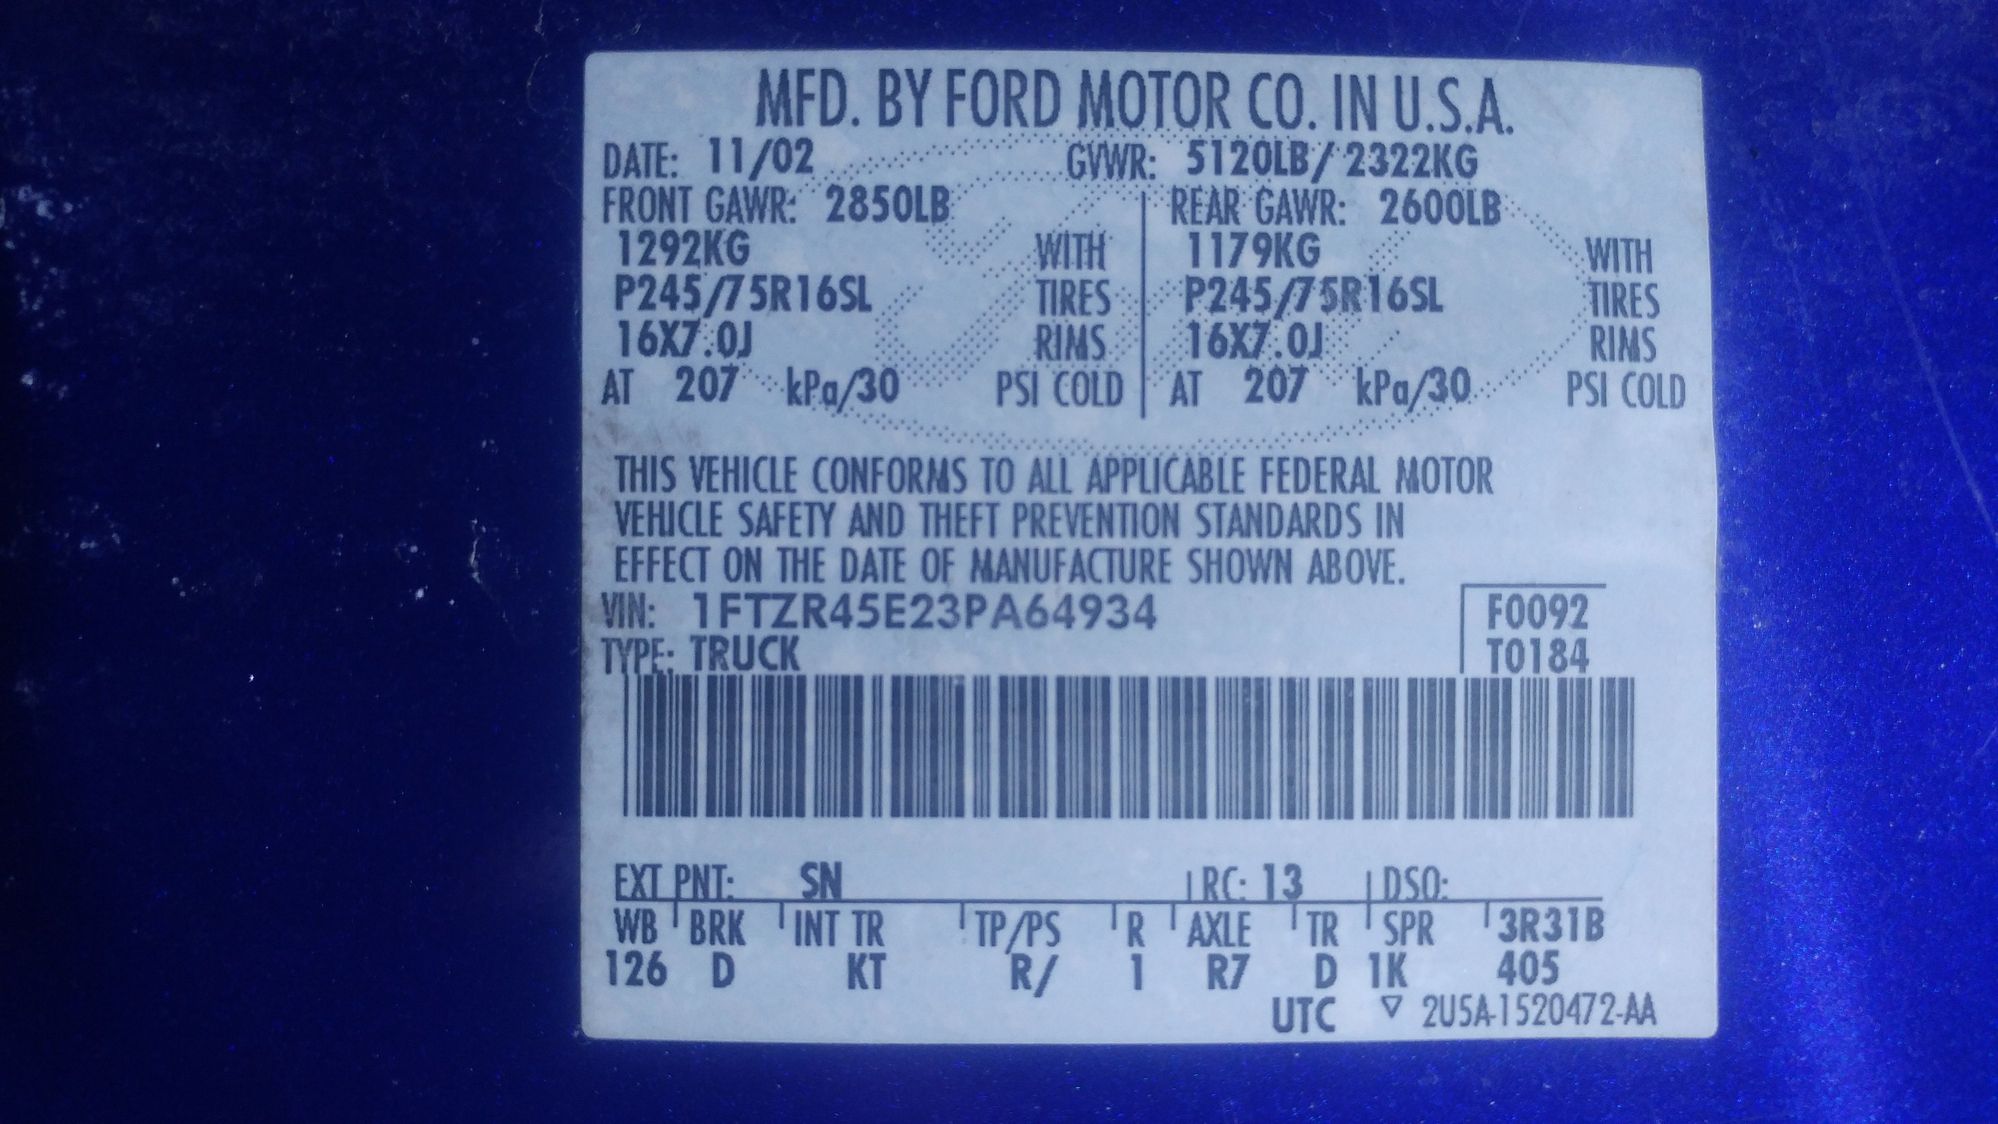 MFD. BY FORD MOTOR CO. IN U.S.A.
DATE: 11/02 GVWR: 5120LB/ 2322KG
FRONT GAWR: 2850LB REAR GAWR: 2600LB
1292KG WITH 1179KG WITH
P245/75R16SL TIRES P245/75R16SL TIRES
16X7.0J RIMS 16X7.0J RIMS
AT 207 kPa/30 PSI COLD AT 207 kPa/30 PSI COLD
THIS VEHICLE CONFORMS TO ALL APPLICABLE FEDERAL MOTOR
VEHICLE SAFETY AND THEFT PREVENTION STANDARDS IN
EFFECT ON THE DATE OF MANUFACTURE SHOWN ABOVE.
VIN: 1FTZR45E23PA64934 F0092
TYPE: TRUCK T0184
EXT PNT: SN RC: 13 DSO:
WB BRK INT TR TP/PS R AXLE TR SPR 3R31B
126 D KT R/ 1 R7 D 1K 405
UTC ▽ 2U5A-1520472-AA